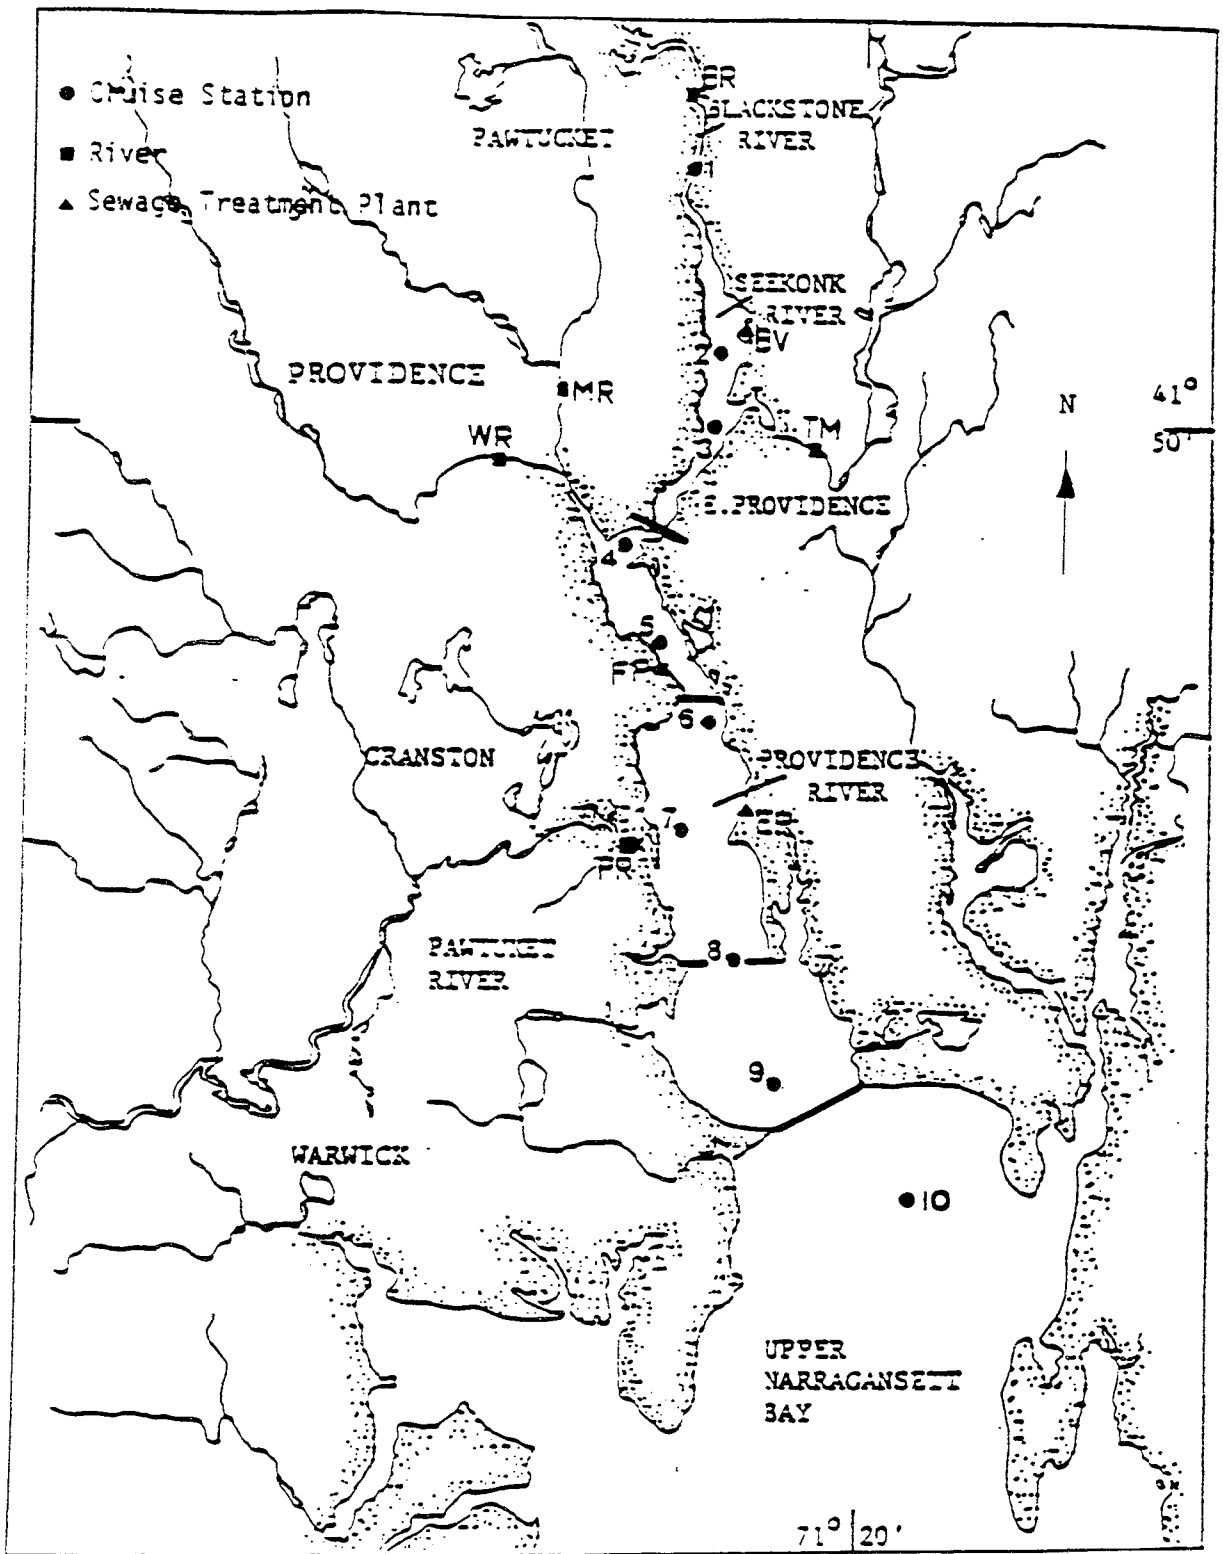 Cruise Station
River
Sewage Treatment Plant
PAWTUCKET
BR
BLACKSTONE
RIVER
1
SEEKONK
RIVER
BV
2
PROVIDENCE
MR
41°
50'
N
WR
3
TM
E.PROVIDENCE
4
5
FP
6
CRANSTON
PROVIDENCE
RIVER
7
EP
PR
PAWTUCKET
RIVER
8
9
WARWICK
10
UPPER
NARRAGANSETT
BAY
71° 20'